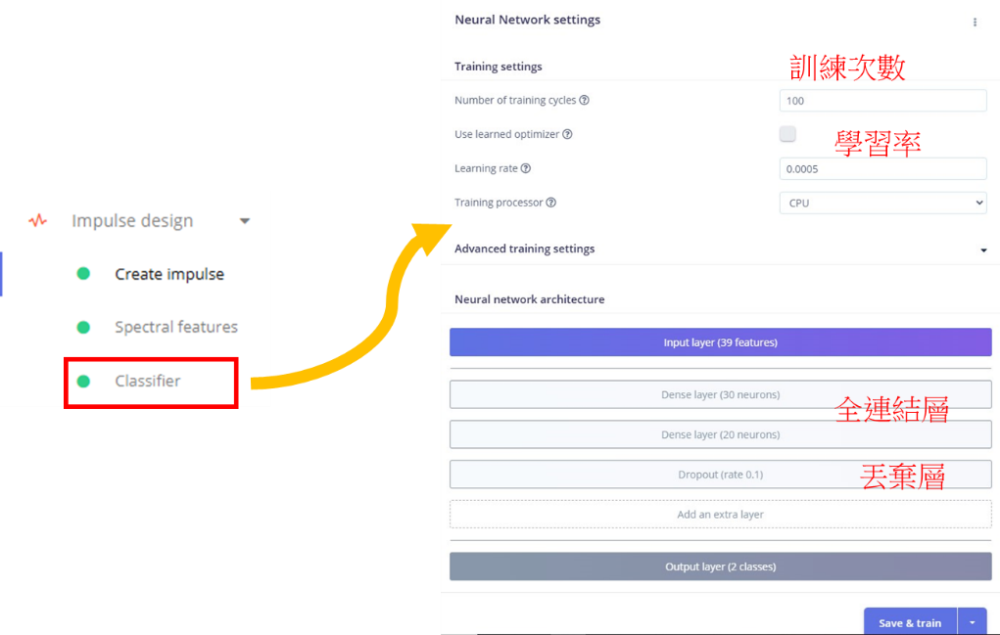 Impulse design
Create impulse
Spectral features
Classifier
Neural Network settings
Training settings
訓練次數
Number of training cycles
100
Use learned optimizer
學習率
Learning rate
0.0005
Training processor
CPU
Advanced training settings
Neural network architecture
Input layer (39 features)
Dense layer (30 neurons)
全連結層
Dense layer (20 neurons)
Dropout (rate 0.1)
丟棄層
Add an extra layer
Output layer (2 classes)
Save & train